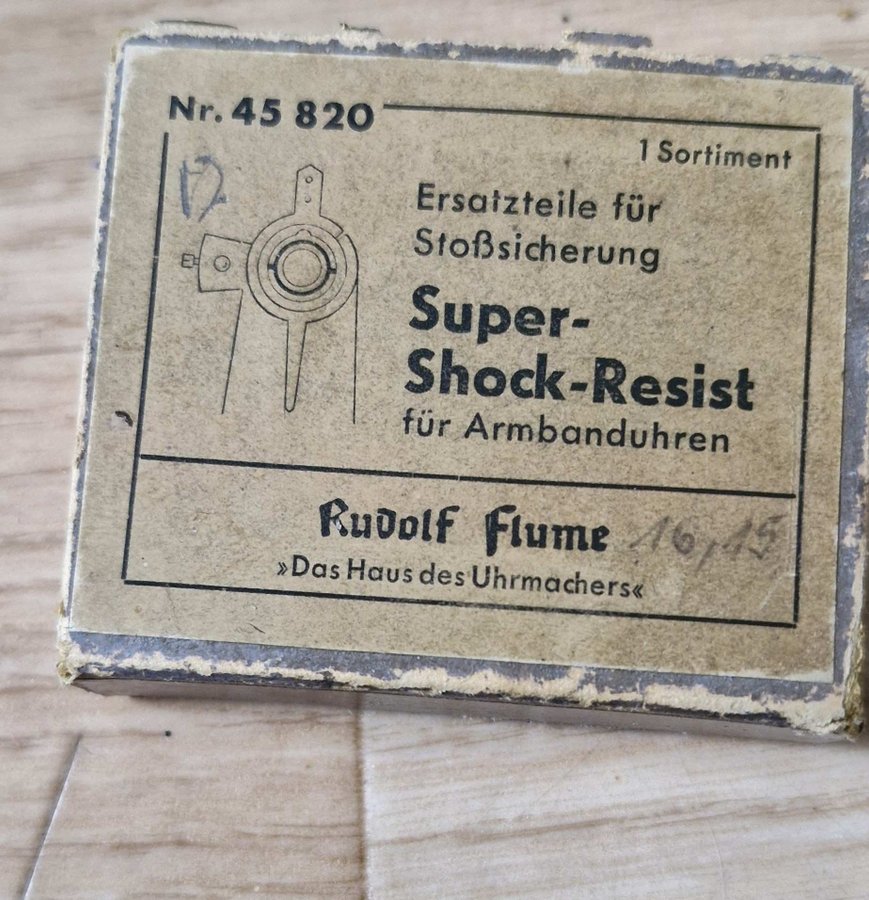 Nr. 45 820
1 Sortiment
Ersatzteile für
Stoßsicherung
Super-
Shock-Resist
für Armbanduhren
E
Rudolf Flume
16,15
»Das Haus des Uhrmachers«